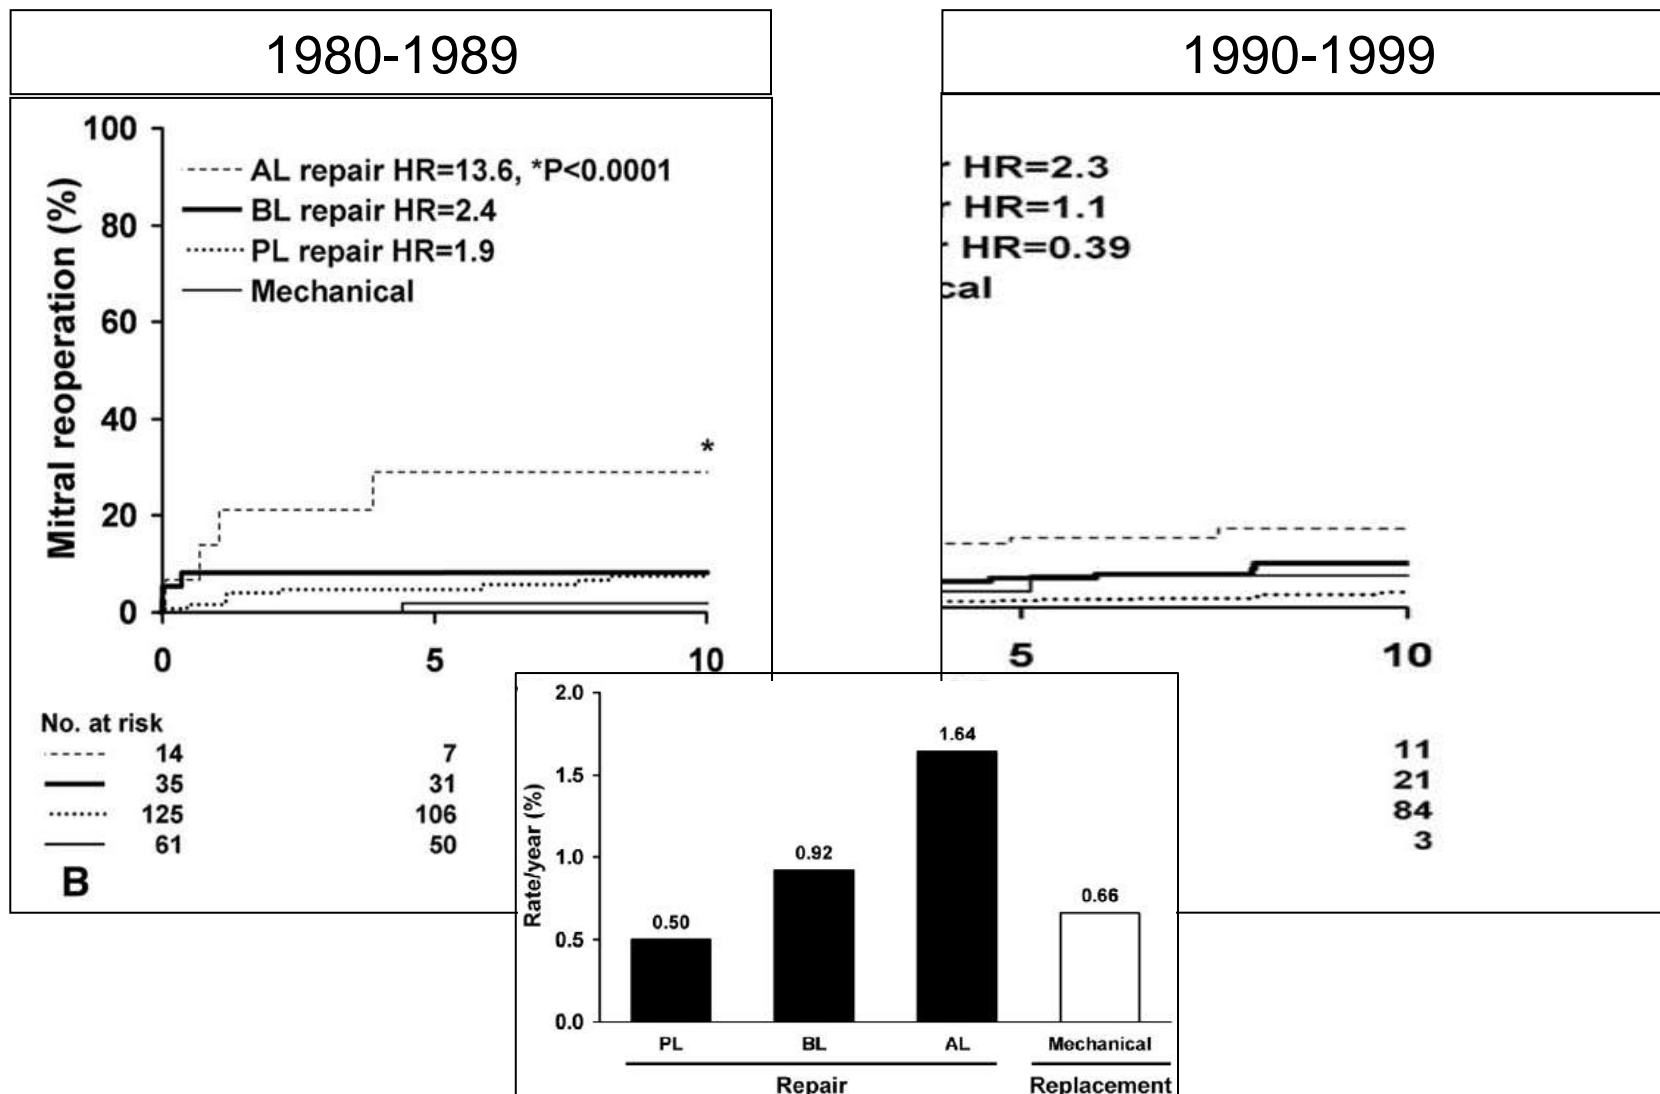 1980-1989
100
80
60
40
20
0
Mitral reoperation (%)
AL repair HR=13.6, *P<0.0001
BL repair HR=2.4
PL repair HR=1.9
Mechanical
*
0 5 10
No. at risk
14 7
35 31
125 106
61 50
B
1990-1999
r HR=2.3
r HR=1.1
r HR=0.39
cal
5 10
11
21
84
3
2.0
1.5
1.0
0.5
0.0
Rate/year (%)
0.50
0.92
1.64
0.66
PL BL AL Mechanical
Repair Replacement